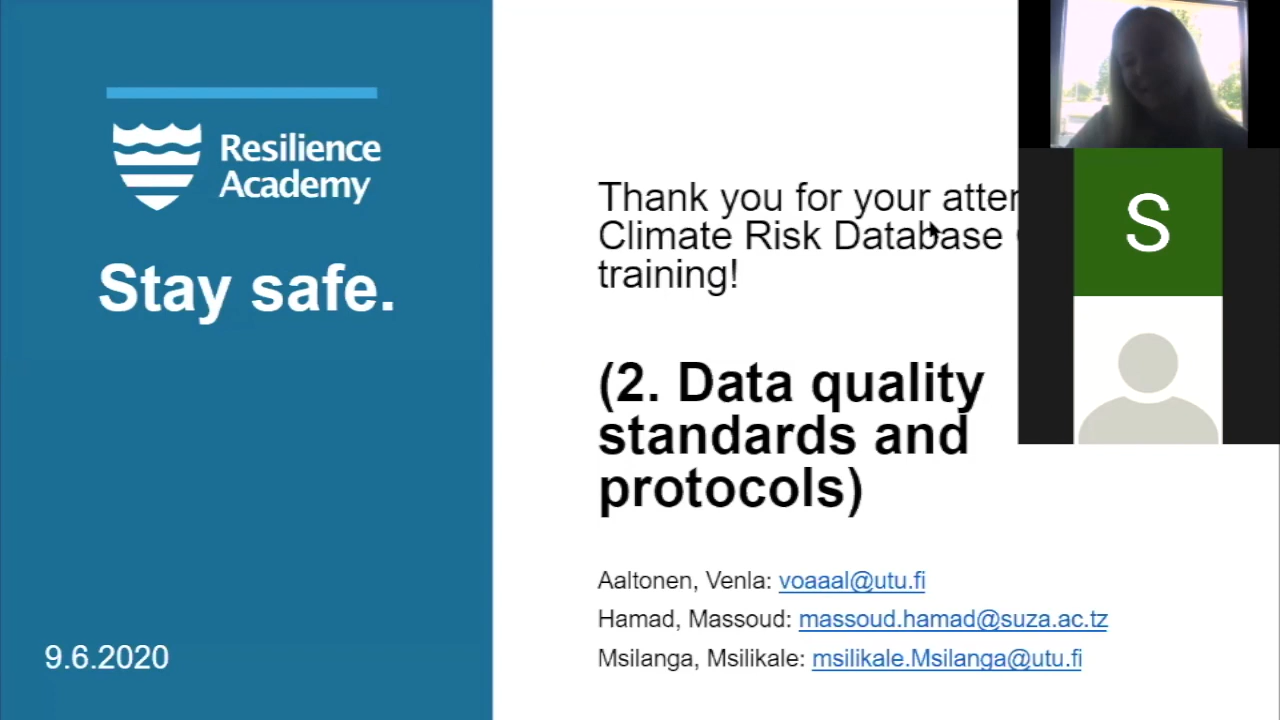 Resilience
Academy
Stay safe.
9.6.2020
Thank you for your
Climate Risk Database
training!
(2. Data quality
standards and
protocols)
Aaltonen, Venla: voaaal@utu.fi
Hamad, Massoud: massoud.hamad@suza.ac.tz
Msilanga, Msilikale: msilikale.Msilanga@utu.fi
S